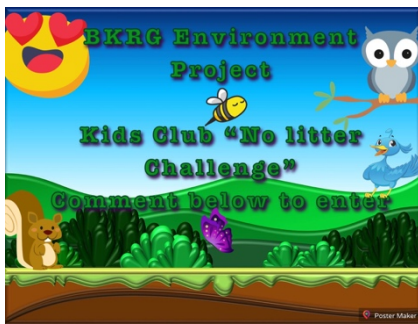 BKRG Environment
Project
Kids Club "No litter
Challenge"
Comment below to enter
Poster Maker